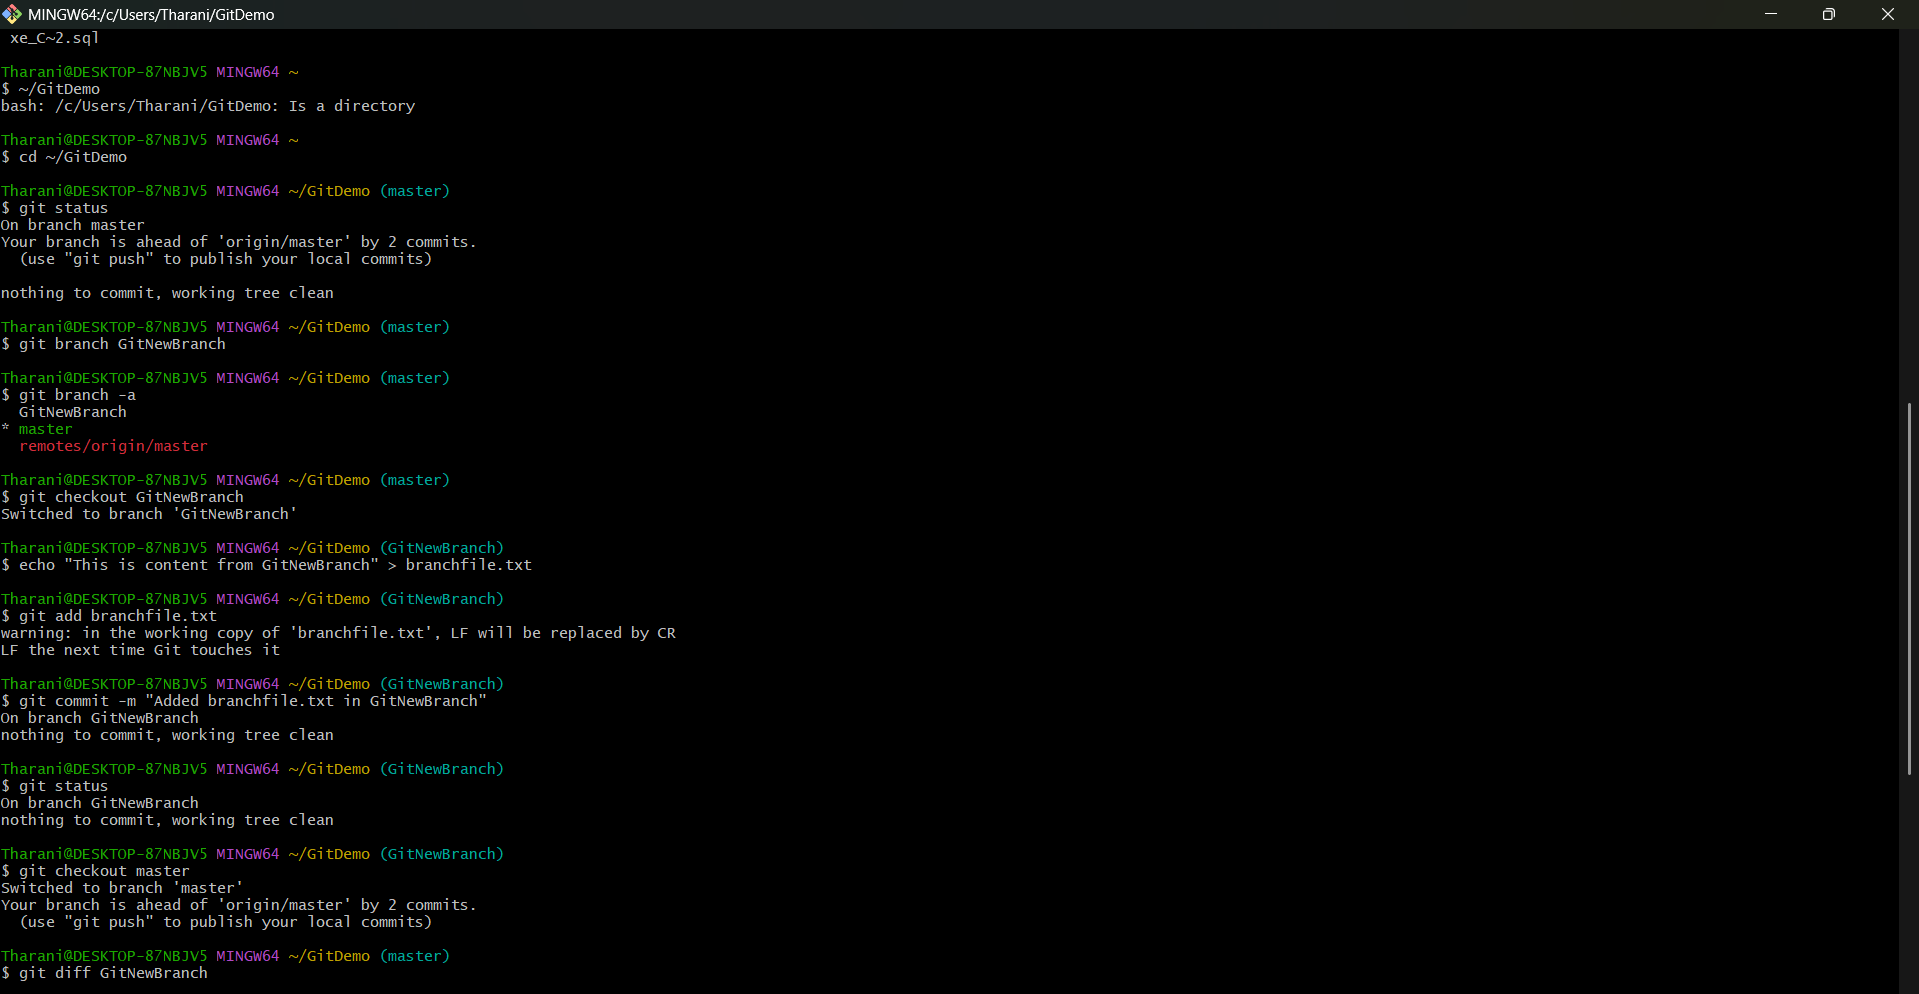 MINGW64:/c/Users/Tharani/GitDemo
xe_C~2.sql
Tharani@DESKTOP-87NBJV5 MINGW64 ~
$ ~/GitDemo
bash: /c/Users/Tharani/GitDemo: Is a directory
Tharani@DESKTOP-87NBJV5 MINGW64 ~
$ cd ~/GitDemo
Tharani@DESKTOP-87NBJV5 MINGW64 ~/GitDemo (master)
$ git status
On branch master
Your branch is ahead of 'origin/master' by 2 commits.
  (use "git push" to publish your local commits)
nothing to commit, working tree clean
Tharani@DESKTOP-87NBJV5 MINGW64 ~/GitDemo (master)
$ git branch GitNewBranch
Tharani@DESKTOP-87NBJV5 MINGW64 ~/GitDemo (master)
$ git branch -a
  GitNewBranch
* master
  remotes/origin/master
Tharani@DESKTOP-87NBJV5 MINGW64 ~/GitDemo (master)
$ git checkout GitNewBranch
Switched to branch 'GitNewBranch'
Tharani@DESKTOP-87NBJV5 MINGW64 ~/GitDemo (GitNewBranch)
$ echo "This is content from GitNewBranch" > branchfile.txt
Tharani@DESKTOP-87NBJV5 MINGW64 ~/GitDemo (GitNewBranch)
$ git add branchfile.txt
warning: in the working copy of 'branchfile.txt', LF will be replaced by CR
LF the next time Git touches it
Tharani@DESKTOP-87NBJV5 MINGW64 ~/GitDemo (GitNewBranch)
$ git commit -m "Added branchfile.txt in GitNewBranch"
On branch GitNewBranch
nothing to commit, working tree clean
Tharani@DESKTOP-87NBJV5 MINGW64 ~/GitDemo (GitNewBranch)
$ git status
On branch GitNewBranch
nothing to commit, working tree clean
Tharani@DESKTOP-87NBJV5 MINGW64 ~/GitDemo (GitNewBranch)
$ git checkout master
Switched to branch 'master'
Your branch is ahead of 'origin/master' by 2 commits.
  (use "git push" to publish your local commits)
Tharani@DESKTOP-87NBJV5 MINGW64 ~/GitDemo (master)
$ git diff GitNewBranch